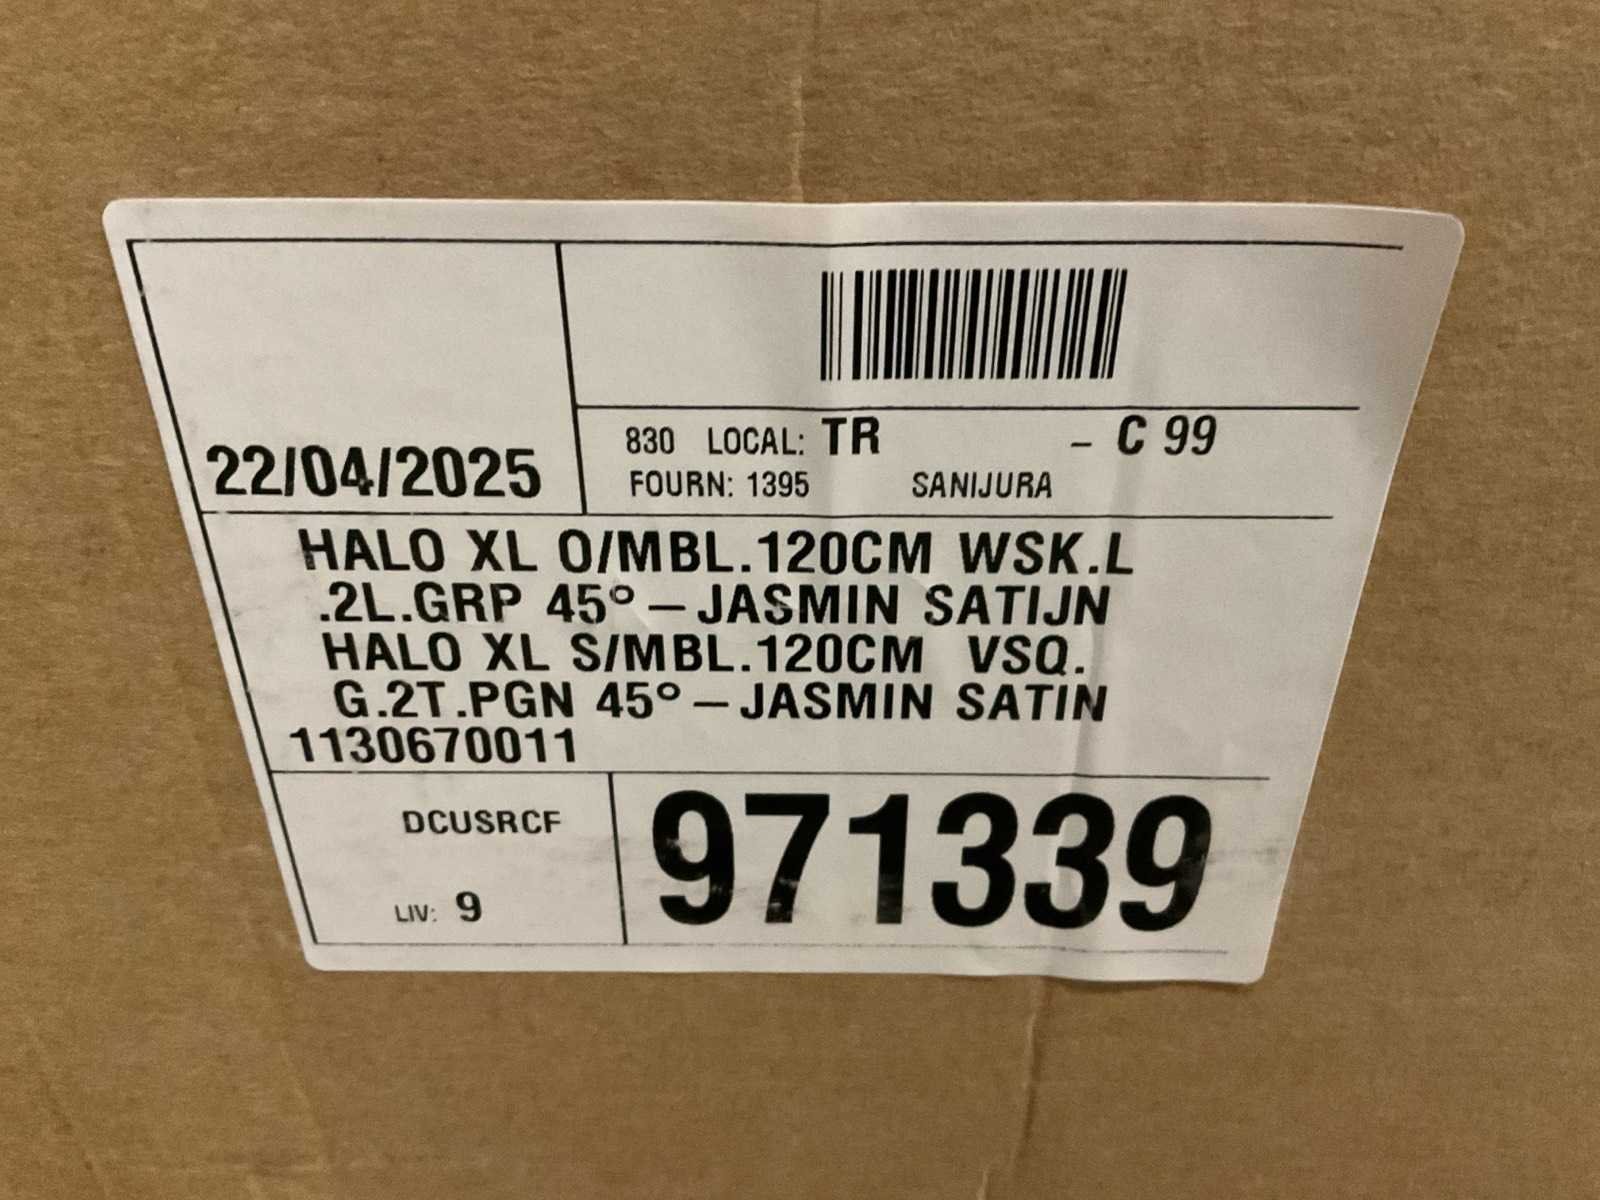 22/04/2025
830 LOCAL: TR - C 99
FOURN: 1395 SANIJURA
HALO XL O/MBL.120CM WSK.L
.2L.GRP 45°-JASMIN SATIJN
HALO XL S/MBL.120CM VSQ.
G.2T.PGN 45°-JASMIN SATIN
1130670011
DCUSRCF
LIV: 9
971339